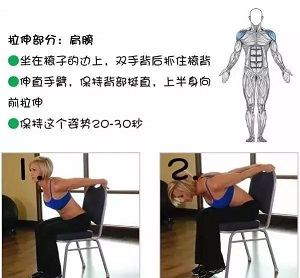 拉伸部分：肩膀
●坐在椅子的边上，双手背后抓住椅背
●伸直手臂，保持背部挺直，上半身向
前拉伸
●保持这个姿势20-30秒
1
2